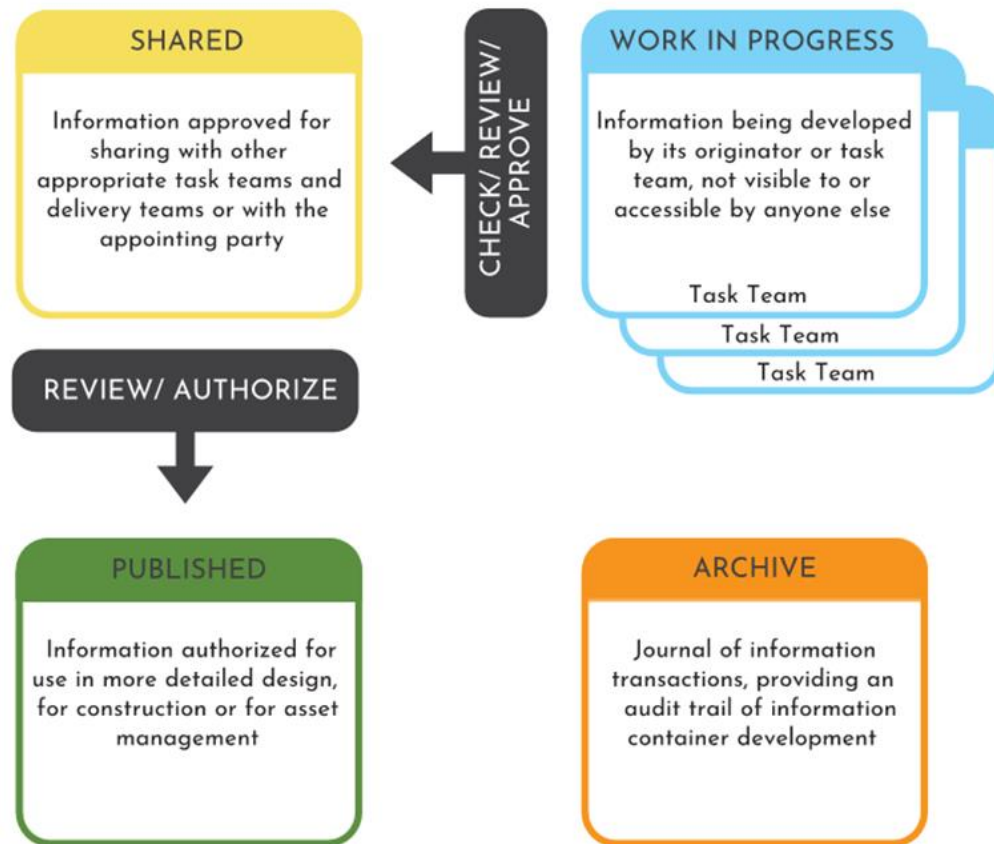 SHARED
Information approved for
sharing with other
appropriate task teams and
delivery teams or with the
appointing party
CHECK/ REVIEW/
APPROVE
WORK IN PROGRESS
Information being developed
by its originator or task
team, not visible to or
accessible by anyone else
Task Team
Task Team
Task Team
REVIEW/ AUTHORIZE
PUBLISHED
Information authorized for
use in more detailed design,
for construction or for asset
management
ARCHIVE
Journal of information
transactions, providing an
audit trail of information
container development